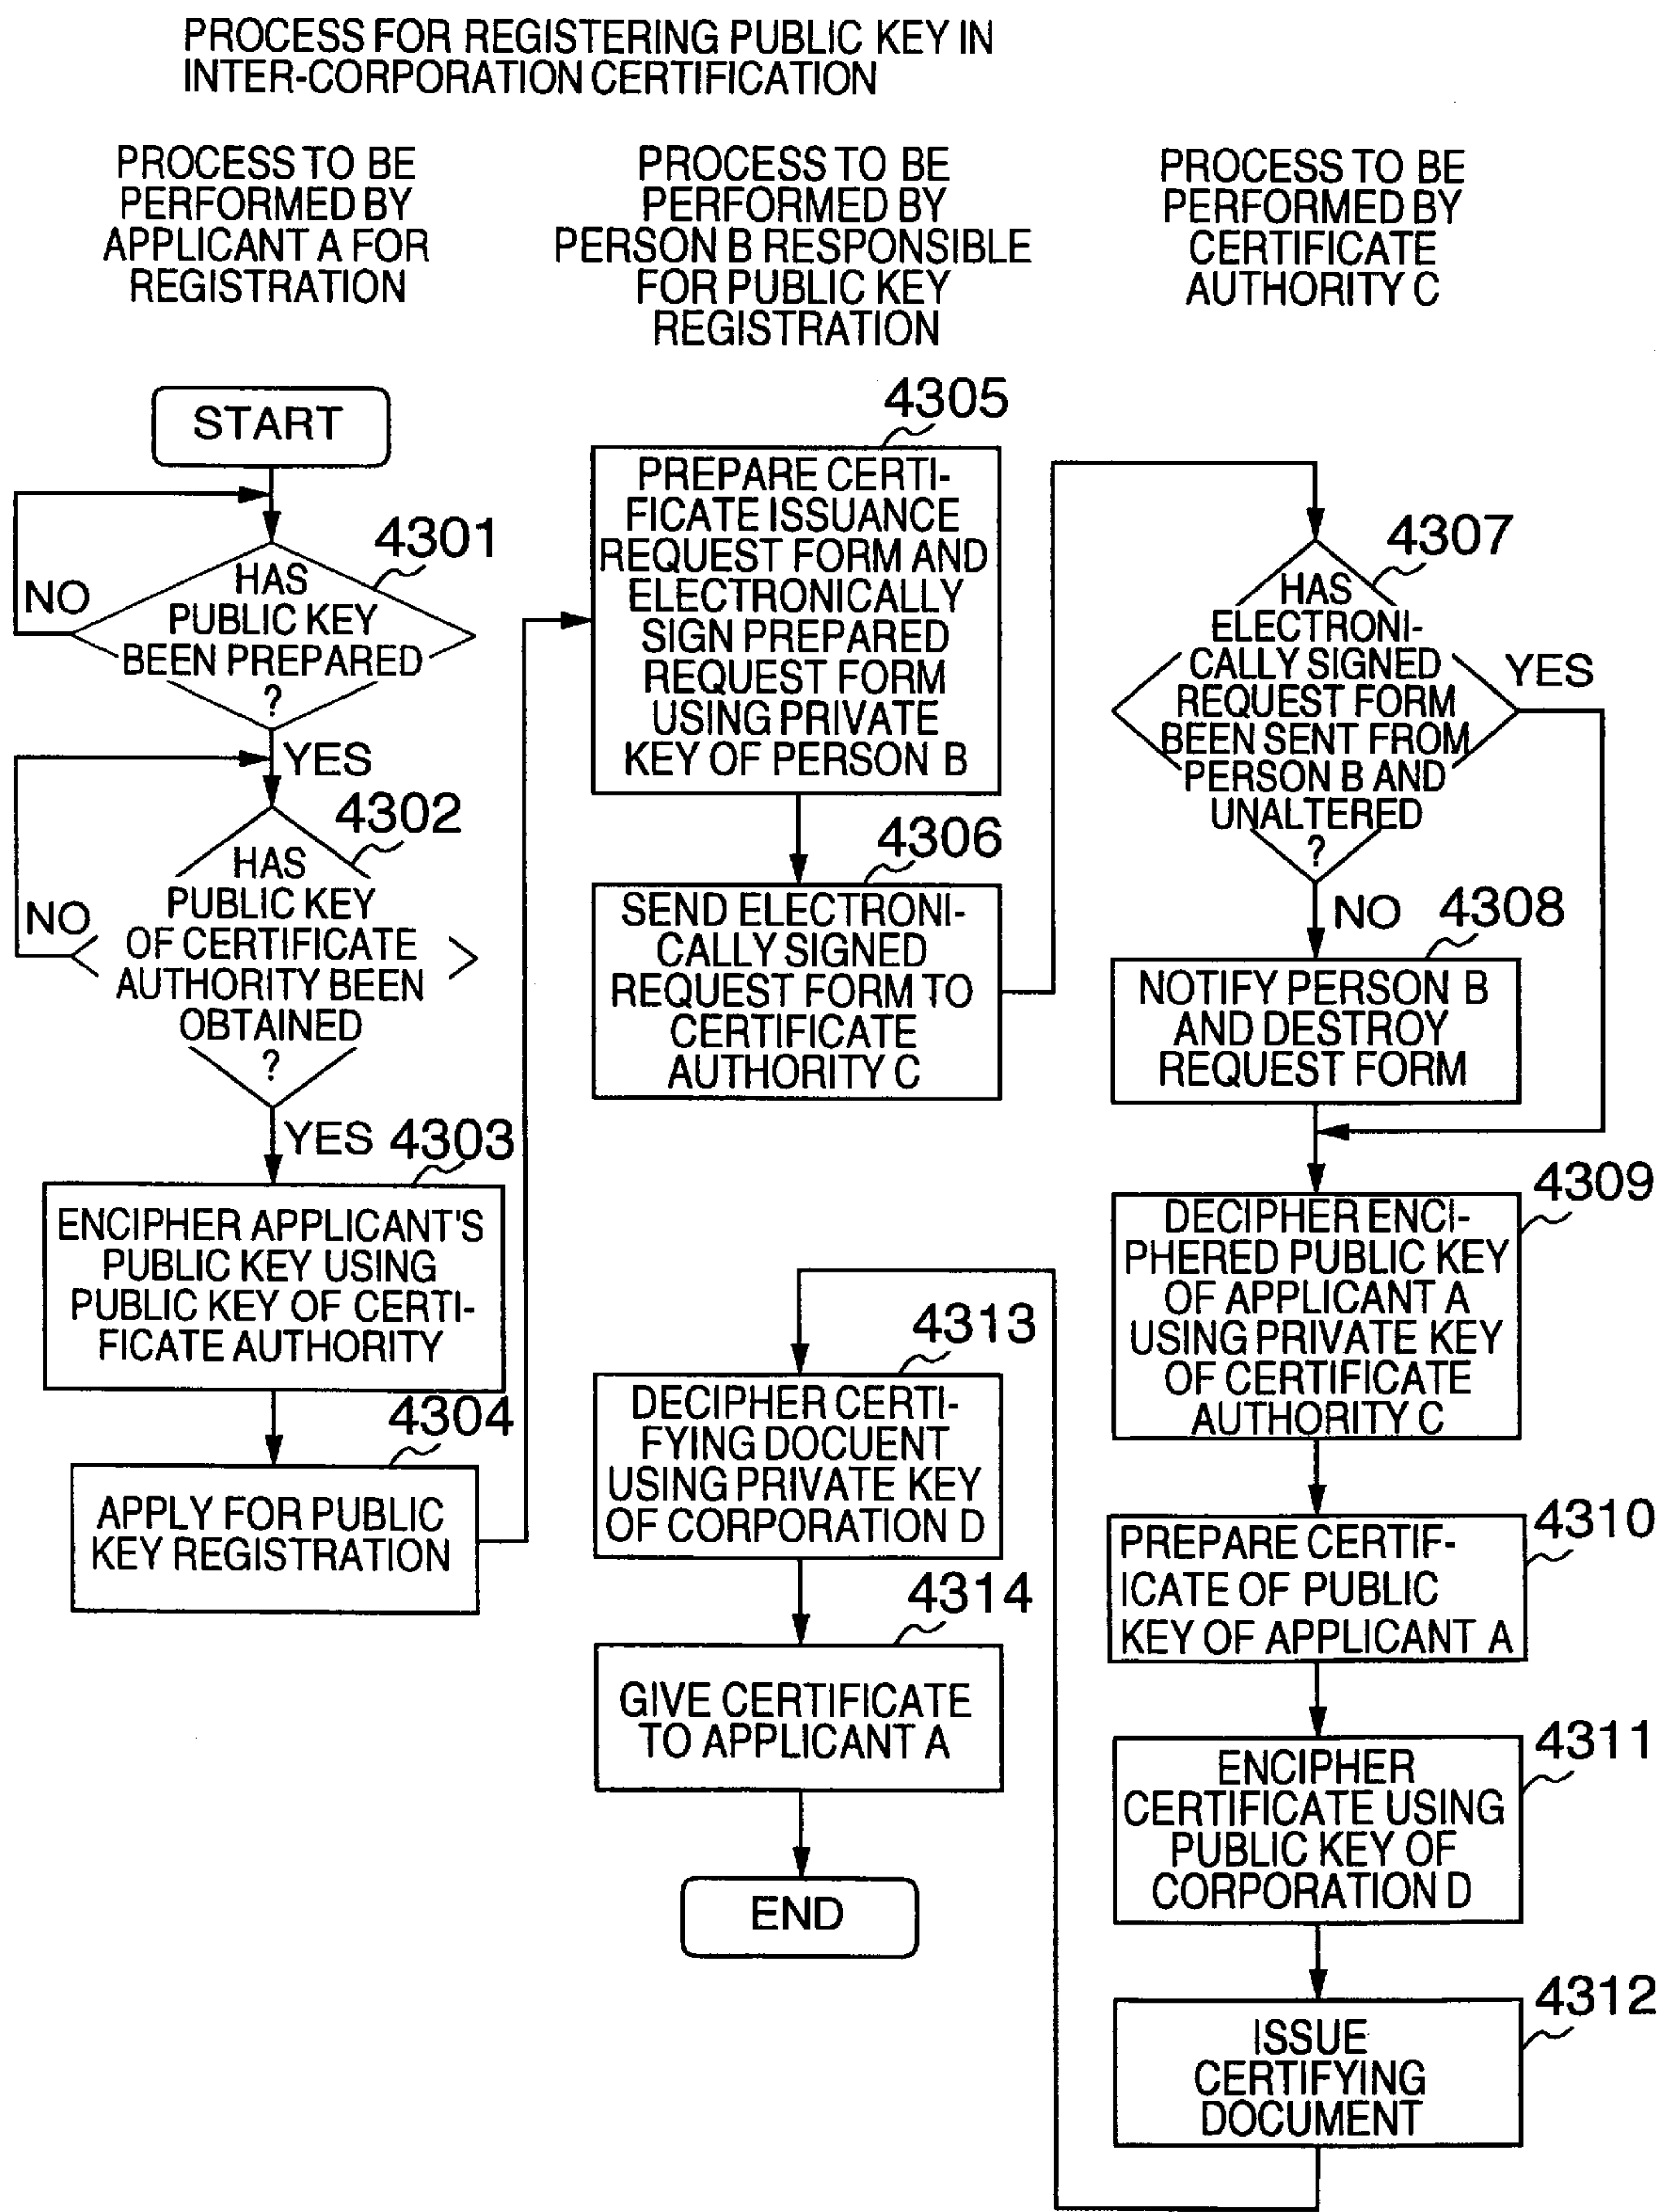 PROCESS FOR REGISTERING PUBLIC KEY IN
INTER-CORPORATION CERTIFICATION
PROCESS TO BE
PERFORMED BY
APPLICANT A FOR
REGISTRATION
START
4301
HAS
PUBLIC KEY
BEEN PREPARED
?
NO
YES
4302
HAS
PUBLIC KEY
OF CERTIFICATE
AUTHORITY BEEN
OBTAINED
?
NO
YES
4303
ENCIPHER APPLICANT'S
PUBLIC KEY USING
PUBLIC KEY OF CERTI-
FICATE AUTHORITY
4304
APPLY FOR PUBLIC
KEY REGISTRATION
PROCESS TO BE
PERFORMED BY
PERSON B RESPONSIBLE
FOR PUBLIC KEY
REGISTRATION
4305
PREPARE CERTI-
FICATE ISSUANCE
REQUEST FORM AND
ELECTRONICALLY
SIGN PREPARED
REQUEST FORM
USING PRIVATE
KEY OF PERSON B
4306
SEND ELECTRONI-
CALLY SIGNED
REQUEST FORM TO
CERTIFICATE
AUTHORITY C
PROCESS TO BE
PERFORMED BY
CERTIFICATE
AUTHORITY C
4307
HAS
ELECTRONI-
CALLY SIGNED
REQUEST FORM
BEEN SENT FROM
PERSON B AND
UNALTERED
?
YES
NO
4308
NOTIFY PERSON B
AND DESTROY
REQUEST FORM
4309
DECIPHER ENCI-
PHERED PUBLIC KEY
OF APPLICANT A
USING PRIVATE KEY
OF CERTIFICATE
AUTHORITY C
4310
PREPARE CERTIF-
ICATE OF PUBLIC
KEY OF APPLICANT A
4311
ENCIPHER
CERTIFICATE USING
PUBLIC KEY OF
CORPORATION D
4312
ISSUE
CERTIFYING
DOCUMENT
4313
DECIPHER CERTI-
FYING DOCUENT
USING PRIVATE KEY
OF CORPORATION D
4314
GIVE CERTIFICATE
TO APPLICANT A
END